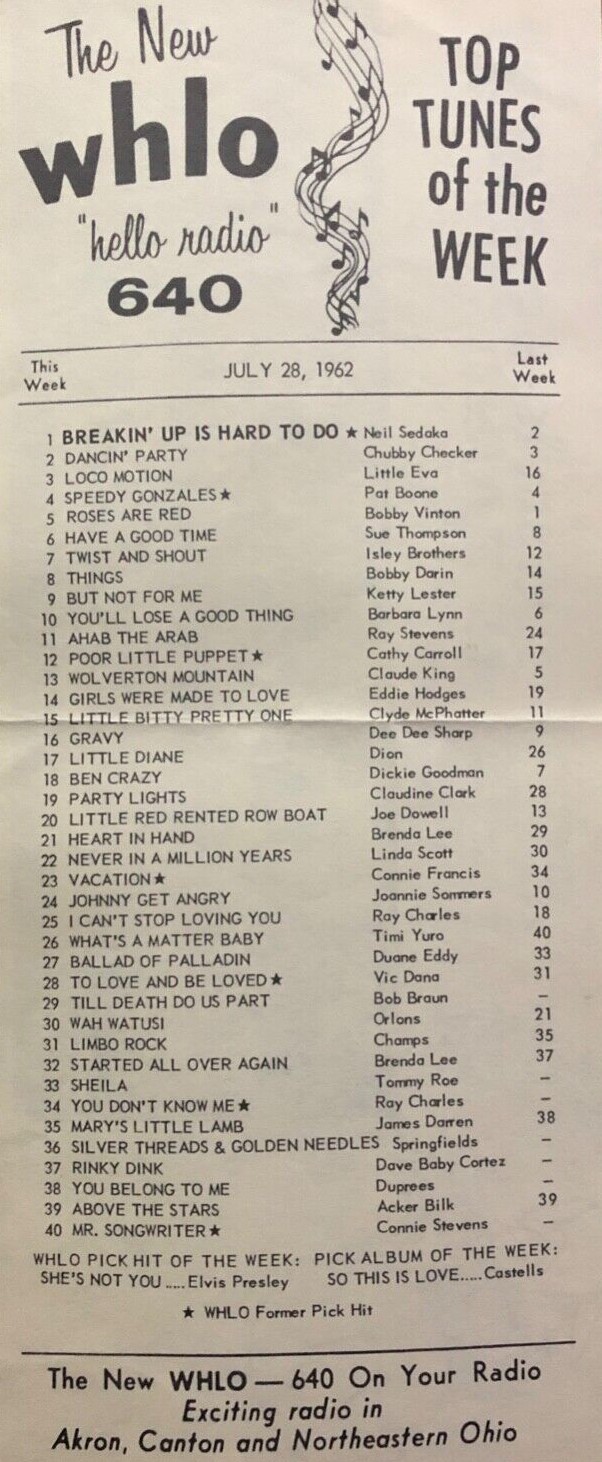 The New
whlo
"hello radio"
640
TOP
TUNES
of the
WEEK
This Week JULY 28, 1962 Last Week
1 BREAKIN' UP IS HARD TO DO ★ Neil Sedaka 2
2 DANCIN' PARTY Chubby Checker 3
3 LOCO MOTION Little Eva 16
4 SPEEDY GONZALES ★ Pat Boone 4
5 ROSES ARE RED Bobby Vinton 1
6 HAVE A GOOD TIME Sue Thompson 8
7 TWIST AND SHOUT Isley Brothers 12
8 THINGS Bobby Darin 14
9 BUT NOT FOR ME Ketty Lester 15
10 YOU'LL LOSE A GOOD THING Barbara Lynn 6
11 AHAB THE ARAB Ray Stevens 24
12 POOR LITTLE PUPPET ★ Cathy Carroll 17
13 WOLVERTON MOUNTAIN Claude King 5
14 GIRLS WERE MADE TO LOVE Eddie Hodges 19
15 LITTLE BITTY PRETTY ONE Clyde McPhatter 11
16 GRAVY Dee Dee Sharp 9
17 LITTLE DIANE Dion 26
18 BEN CRAZY Dickie Goodman 7
19 PARTY LIGHTS Claudine Clark 28
20 LITTLE RED RENTED ROW BOAT Joe Dowell 13
21 HEART IN HAND Brenda Lee 29
22 NEVER IN A MILLION YEARS Linda Scott 30
23 VACATION ★ Connie Francis 34
24 JOHNNY GET ANGRY Joannie Sommers 10
25 I CAN'T STOP LOVING YOU Ray Charles 18
26 WHAT'S A MATTER BABY Timi Yuro 40
27 BALLAD OF PALLADIN Duane Eddy 33
28 TO LOVE AND BE LOVED ★ Vic Dana 31
29 TILL DEATH DO US PART Bob Braun –
30 WAH WATUSI Orlons 21
31 LIMBO ROCK Champs 35
32 STARTED ALL OVER AGAIN Brenda Lee 37
33 SHEILA Tommy Roe –
34 YOU DON'T KNOW ME ★ Ray Charles –
35 MARY'S LITTLE LAMB James Darren 38
36 SILVER THREADS & GOLDEN NEEDLES Springfields –
37 RINKY DINK Dave Baby Cortez –
38 YOU BELONG TO ME Duprees –
39 ABOVE THE STARS Acker Bilk 39
40 MR. SONGWRITER ★ Connie Stevens –
WHLO PICK HIT OF THE WEEK: PICK ALBUM OF THE WEEK:
SHE'S NOT YOU ..... Elvis Presley SO THIS IS LOVE..... Castells
★ WHLO Former Pick Hit
The New WHLO — 640 On Your Radio
Exciting radio in
Akron, Canton and Northeastern Ohio